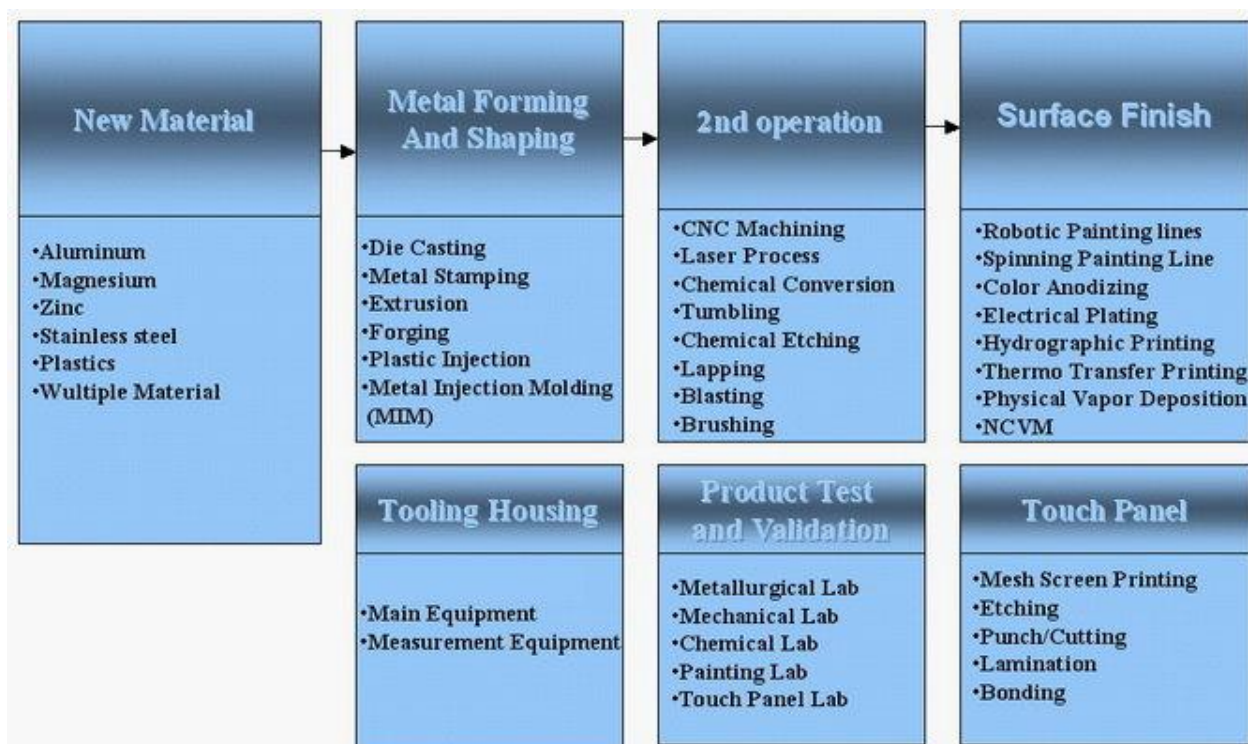 New Material
•Aluminum
•Magnesium
•Zinc
•Stainless steel
•Plastics
•Wultiple Material
Metal Forming
And Shaping
•Die Casting
•Metal Stamping
•Extrusion
•Forging
•Plastic Injection
•Metal Injection Molding
(MIM)
2nd operation
•CNC Machining
•Laser Process
•Chemical Conversion
•Tumbling
•Chemical Etching
•Lapping
•Blasting
•Brushing
Surface Finish
•Robotic Painting lines
•Spinning Painting Line
•Color Anodizing
•Electrical Plating
•Hydrographic Printing
•Thermo Transfer Printing
•Physical Vapor Deposition
•NCVM
Tooling Housing
•Main Equipment
•Measurement Equipment
Product Test
and Validation
•Metallurgical Lab
•Mechanical Lab
•Chemical Lab
•Painting Lab
•Touch Panel Lab
Touch Panel
•Mesh Screen Printing
•Etching
•Punch/Cutting
•Lamination
•Bonding